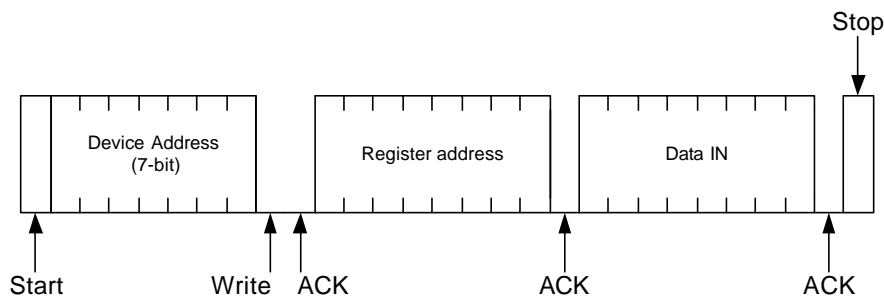 Stop
Device Address
(7-bit)
Register address
Data IN
Start
Write
ACK
ACK
ACK